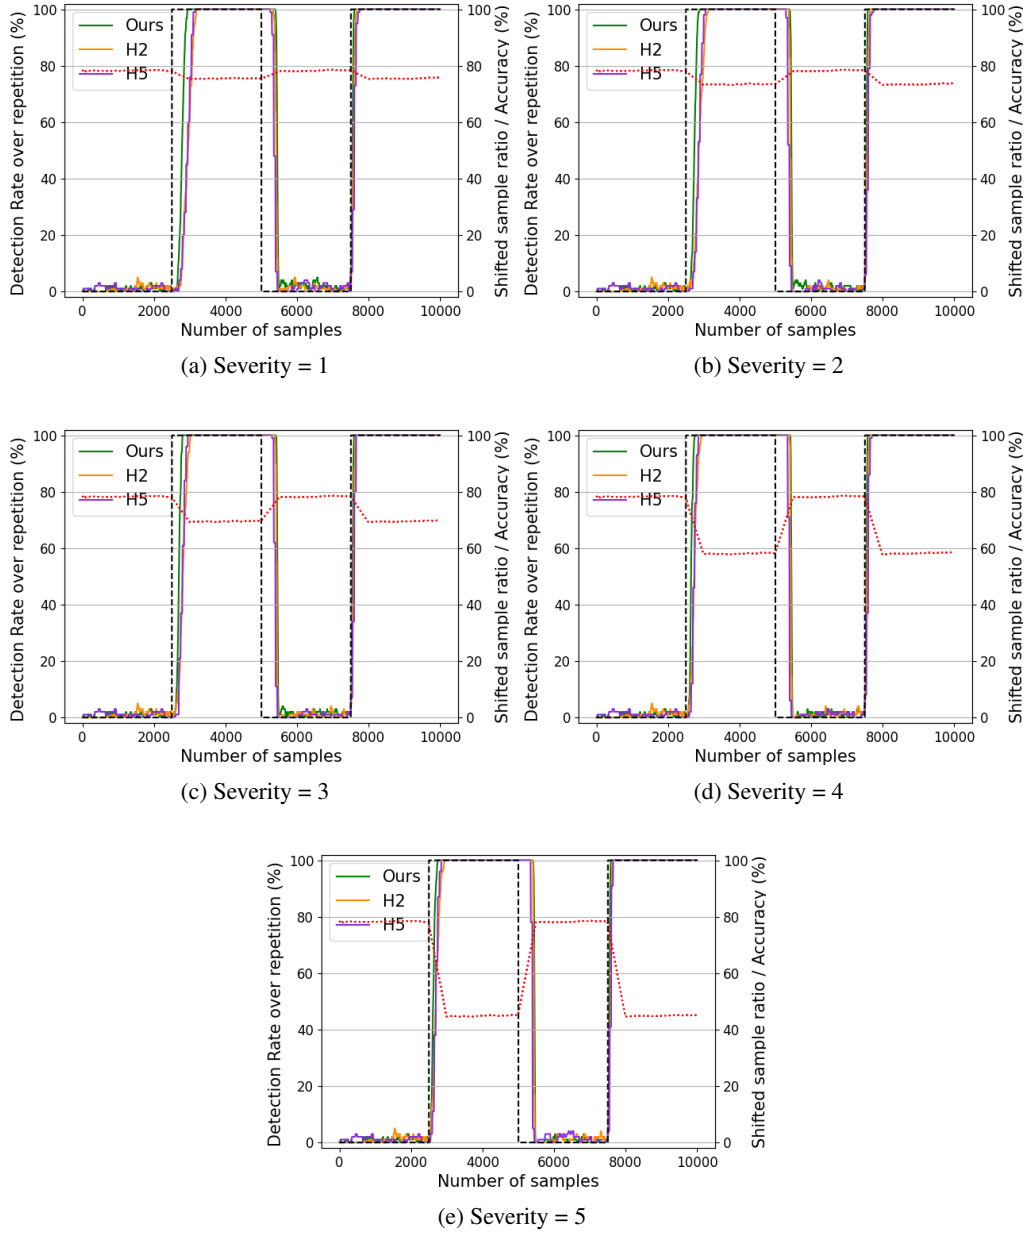 Detection Rate over repetition (%)
100
80
60
40
20
0
Ours
H2
H5
0
2000
4000
6000
8000
10000
Number of samples
100
80
60
40
20
0
Shifted sample ratio / Accuracy (%)
(a) Severity = 1
Detection Rate over repetition (%)
100
80
60
40
20
0
Ours
H2
H5
0
2000
4000
6000
8000
10000
Number of samples
100
80
60
40
20
0
Shifted sample ratio / Accuracy (%)
(b) Severity = 2
Detection Rate over repetition (%)
100
80
60
40
20
0
Ours
H2
H5
0
2000
4000
6000
8000
10000
Number of samples
100
80
60
40
20
0
Shifted sample ratio / Accuracy (%)
(c) Severity = 3
Detection Rate over repetition (%)
100
80
60
40
20
0
Ours
H2
H5
0
2000
4000
6000
8000
10000
Number of samples
100
80
60
40
20
0
Shifted sample ratio / Accuracy (%)
(d) Severity = 4
Detection Rate over repetition (%)
100
80
60
40
20
0
Ours
H2
H5
0
2000
4000
6000
8000
10000
Number of samples
100
80
60
40
20
0
Shifted sample ratio / Accuracy (%)
(e) Severity = 5